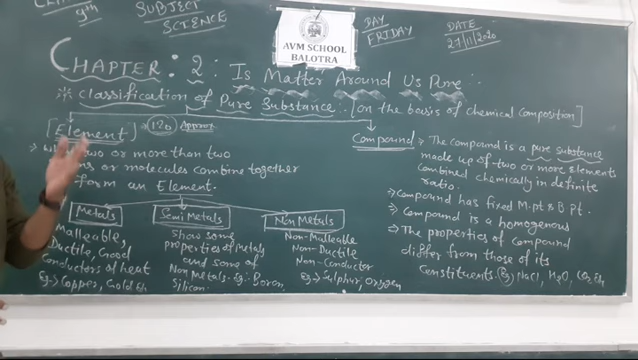 9th
SUBJECT
SCIENCE
AVM SCHOOL
BALOTRA
DAY
FRIDAY
DATE
27/11/2020
CHAPTER : 2 : Is Matter Around Us Pure
* Classification of Pure Substance [on the basis of chemical composition]
[Element] → 120 Approx
two or more than two
or molecules combine together
form an Element.
Metals
Malleable
Ductile, Good
Conductors of heat
Eg → Copper, Gold
Semi Metals
Show some
properties of metals
and some of
Non Metals. eg: Boron,
Silicon.
Non Metals
Non-Malleable
Non-Ductile
Non-Conductor
eg → Sulphur, Oxygen
Compound → The compound is a pure substance
made up of two or more elements
combined chemically in definite
ratio.
→ Compound has fixed M.pt & B Pt.
→ Compound is a homogenous
→ The properties of compound
differ from those of its
constituents. Eg NaCl, H2O, CO2